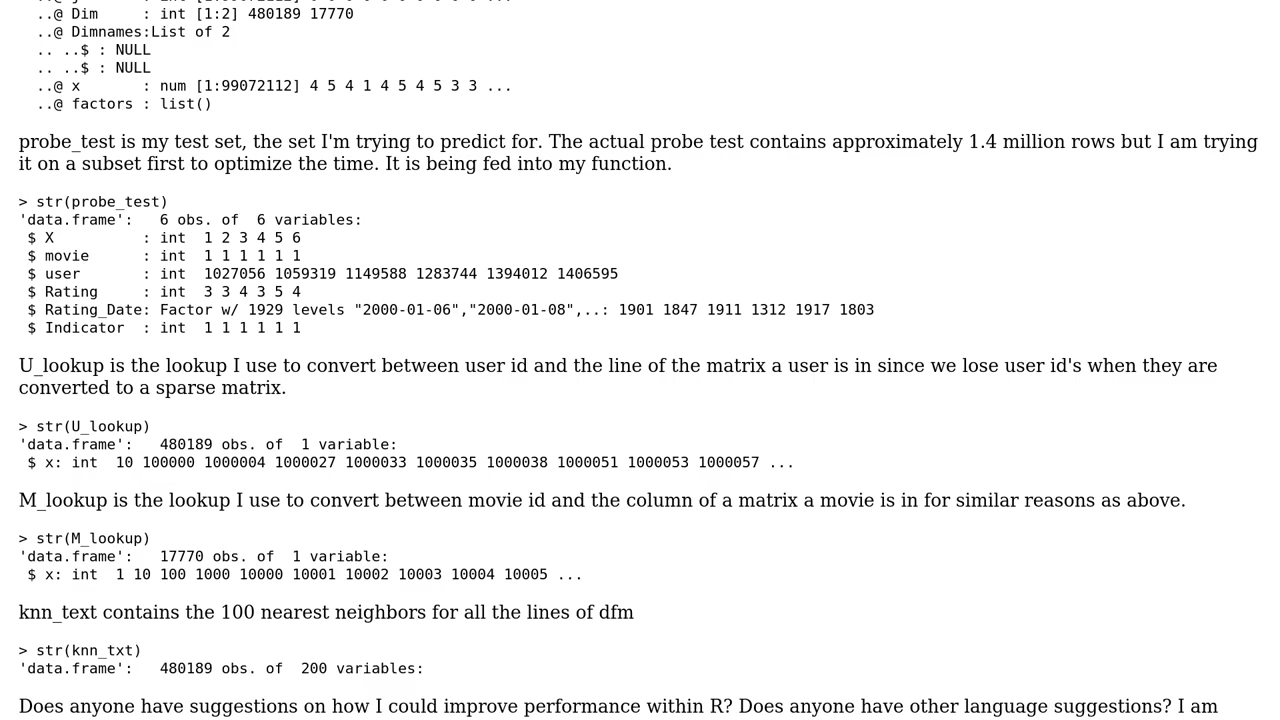 ..@ Dim      : int [1:2] 480189 17770
..@ Dimnames:List of 2
.. ..$ : NULL
.. ..$ : NULL
..@ x        : num [1:99072112] 4 5 4 1 4 5 4 5 3 3 ...
..@ factors : list()
probe_test is my test set, the set I'm trying to predict for. The actual probe test contains approximately 1.4 million rows but I am trying
it on a subset first to optimize the time. It is being fed into my function.
> str(probe_test)
'data.frame':   6 obs. of  6 variables:
$ X          : int  1 2 3 4 5 6
$ movie      : int  1 1 1 1 1 1
$ user       : int  1027056 1059319 1149588 1283744 1394012 1406595
$ Rating     : int  3 3 4 3 5 4
$ Rating_Date: Factor w/ 1929 levels "2000-01-06","2000-01-08",..: 1901 1847 1911 1312 1917 1803
$ Indicator  : int  1 1 1 1 1 1
U_lookup is the lookup I use to convert between user id and the line of the matrix a user is in since we lose user id's when they are
converted to a sparse matrix.
> str(U_lookup)
'data.frame':   480189 obs. of  1 variable:
$ x: int  10 100000 1000004 1000027 1000033 1000035 1000038 1000051 1000053 1000057 ...
M_lookup is the lookup I use to convert between movie id and the column of a matrix a movie is in for similar reasons as above.
> str(M_lookup)
'data.frame':   17770 obs. of  1 variable:
$ x: int  1 10 100 1000 10000 10001 10002 10003 10004 10005 ...
knn_text contains the 100 nearest neighbors for all the lines of dfm
> str(knn_txt)
'data.frame':   480189 obs. of  200 variables:
Does anyone have suggestions on how I could improve performance within R? Does anyone have other language suggestions? I am